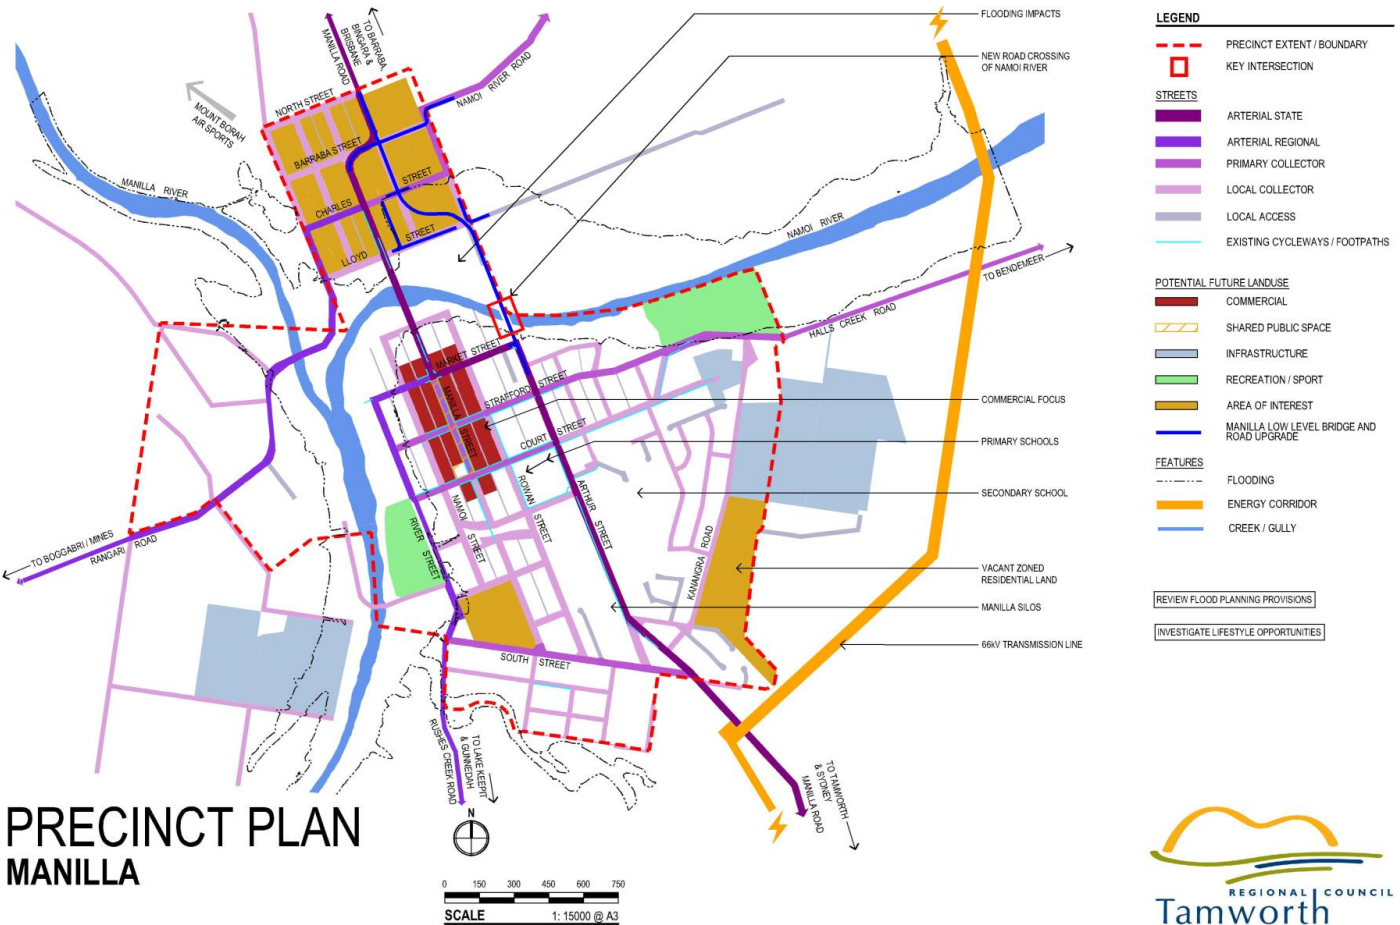 FLOODING IMPACTS
NEW ROAD CROSSING
OF NAMOI RIVER
TO BARRABA,
BINGARA &
BRISBANE
MANILLA ROAD
NORTH STREET
NAMOI RIVER ROAD
MOUNT BORAH
AIR SPORTS
BARRABA STREET
MANILLA RIVER
CHARLES STREET
LLOYD STREET
NAMOI RIVER
TO BENDEMEER
HALLS CREEK ROAD
MARKET STREET
STRAFFORD STREET
MANILLA STREET
COURT STREET
COMMERCIAL FOCUS
PRIMARY SCHOOLS
SECONDARY SCHOOL
ROWAN STREET
ARTHUR STREET
NAMOI STREET
RIVER STREET
KANANGRA ROAD
TO BOGGABRI / MINES
RANGARI ROAD
VACANT ZONED
RESIDENTIAL LAND
MANILLA SILOS
66kV TRANSMISSION LINE
SOUTH STREET
RUSHES CREEK ROAD
TO LAKE KEEPIT
& GUNNEDAH
TO TAMWORTH
& SYDNEY
MANILLA ROAD
PRECINCT PLAN
MANILLA
N
0 150 300 450 600 750
SCALE 1: 15000 @ A3
LEGEND
PRECINCT EXTENT / BOUNDARY
KEY INTERSECTION
STREETS
ARTERIAL STATE
ARTERIAL REGIONAL
PRIMARY COLLECTOR
LOCAL COLLECTOR
LOCAL ACCESS
EXISTING CYCLEWAYS / FOOTPATHS
POTENTIAL FUTURE LANDUSE
COMMERCIAL
SHARED PUBLIC SPACE
INFRASTRUCTURE
RECREATION / SPORT
AREA OF INTEREST
MANILLA LOW LEVEL BRIDGE AND
ROAD UPGRADE
FEATURES
FLOODING
ENERGY CORRIDOR
CREEK / GULLY
REVIEW FLOOD PLANNING PROVISIONS
INVESTIGATE LIFESTYLE OPPORTUNITIES
REGIONAL COUNCIL
Tamworth